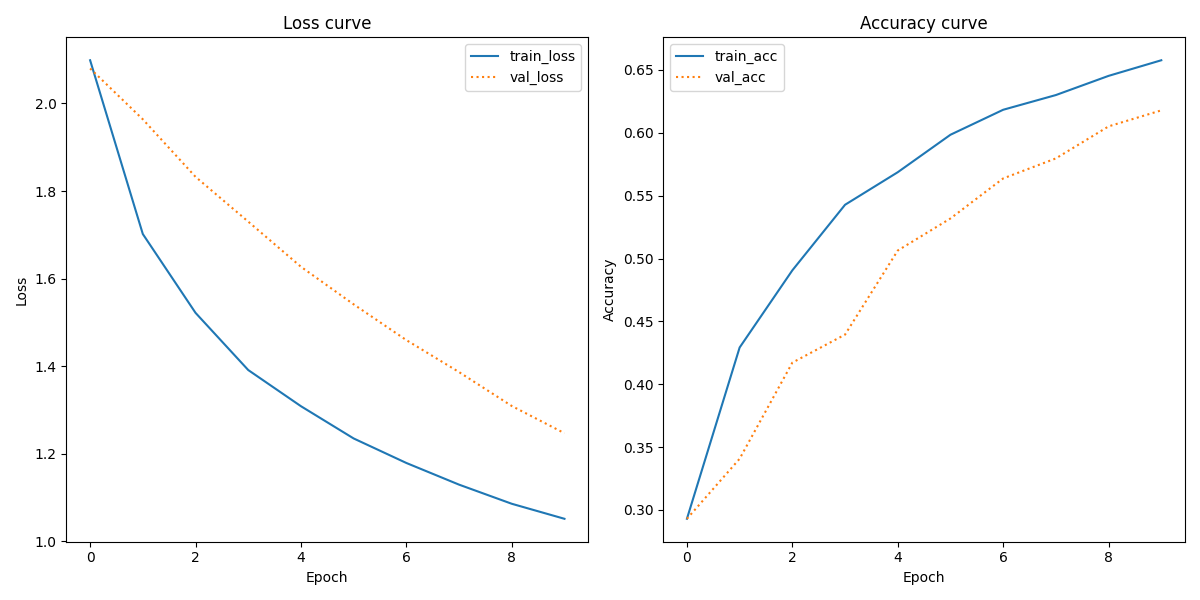 Loss curve
train_loss
val_loss
2.0
1.8
1.6
1.4
1.2
1.0
Loss
0
2
4
6
8
Epoch
Accuracy curve
train_acc
val_acc
0.65
0.60
0.55
0.50
0.45
0.40
0.35
0.30
Accuracy
0
2
4
6
8
Epoch